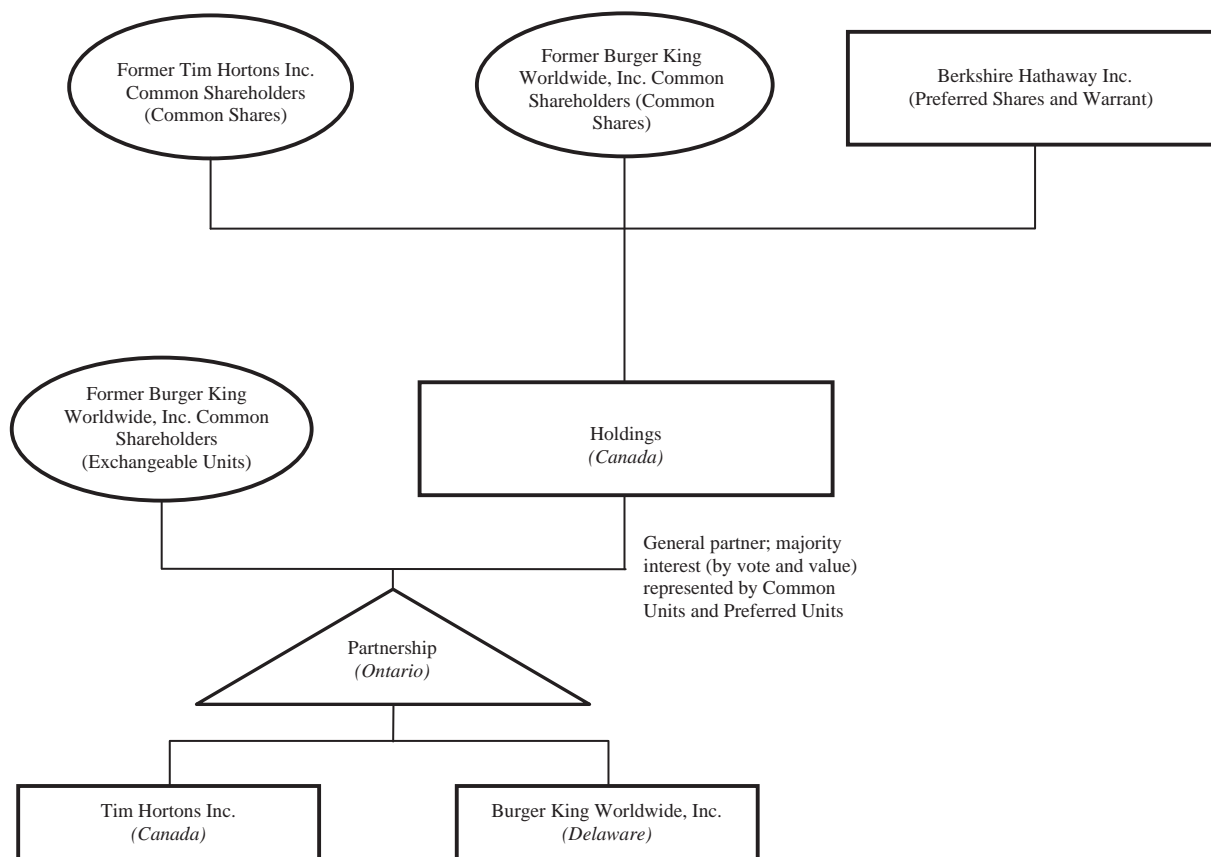 Former Tim Hortons Inc.
Common Shareholders
(Common Shares)
Former Burger King
Worldwide, Inc. Common
Shareholders (Common
Shares)
Berkshire Hathaway Inc.
(Preferred Shares and Warrant)
Former Burger King
Worldwide, Inc. Common
Shareholders
(Exchangeable Units)
Holdings
(Canada)
General partner; majority
interest (by vote and value)
represented by Common
Units and Preferred Units
Partnership
(Ontario)
Tim Hortons Inc.
(Canada)
Burger King Worldwide, Inc.
(Delaware)